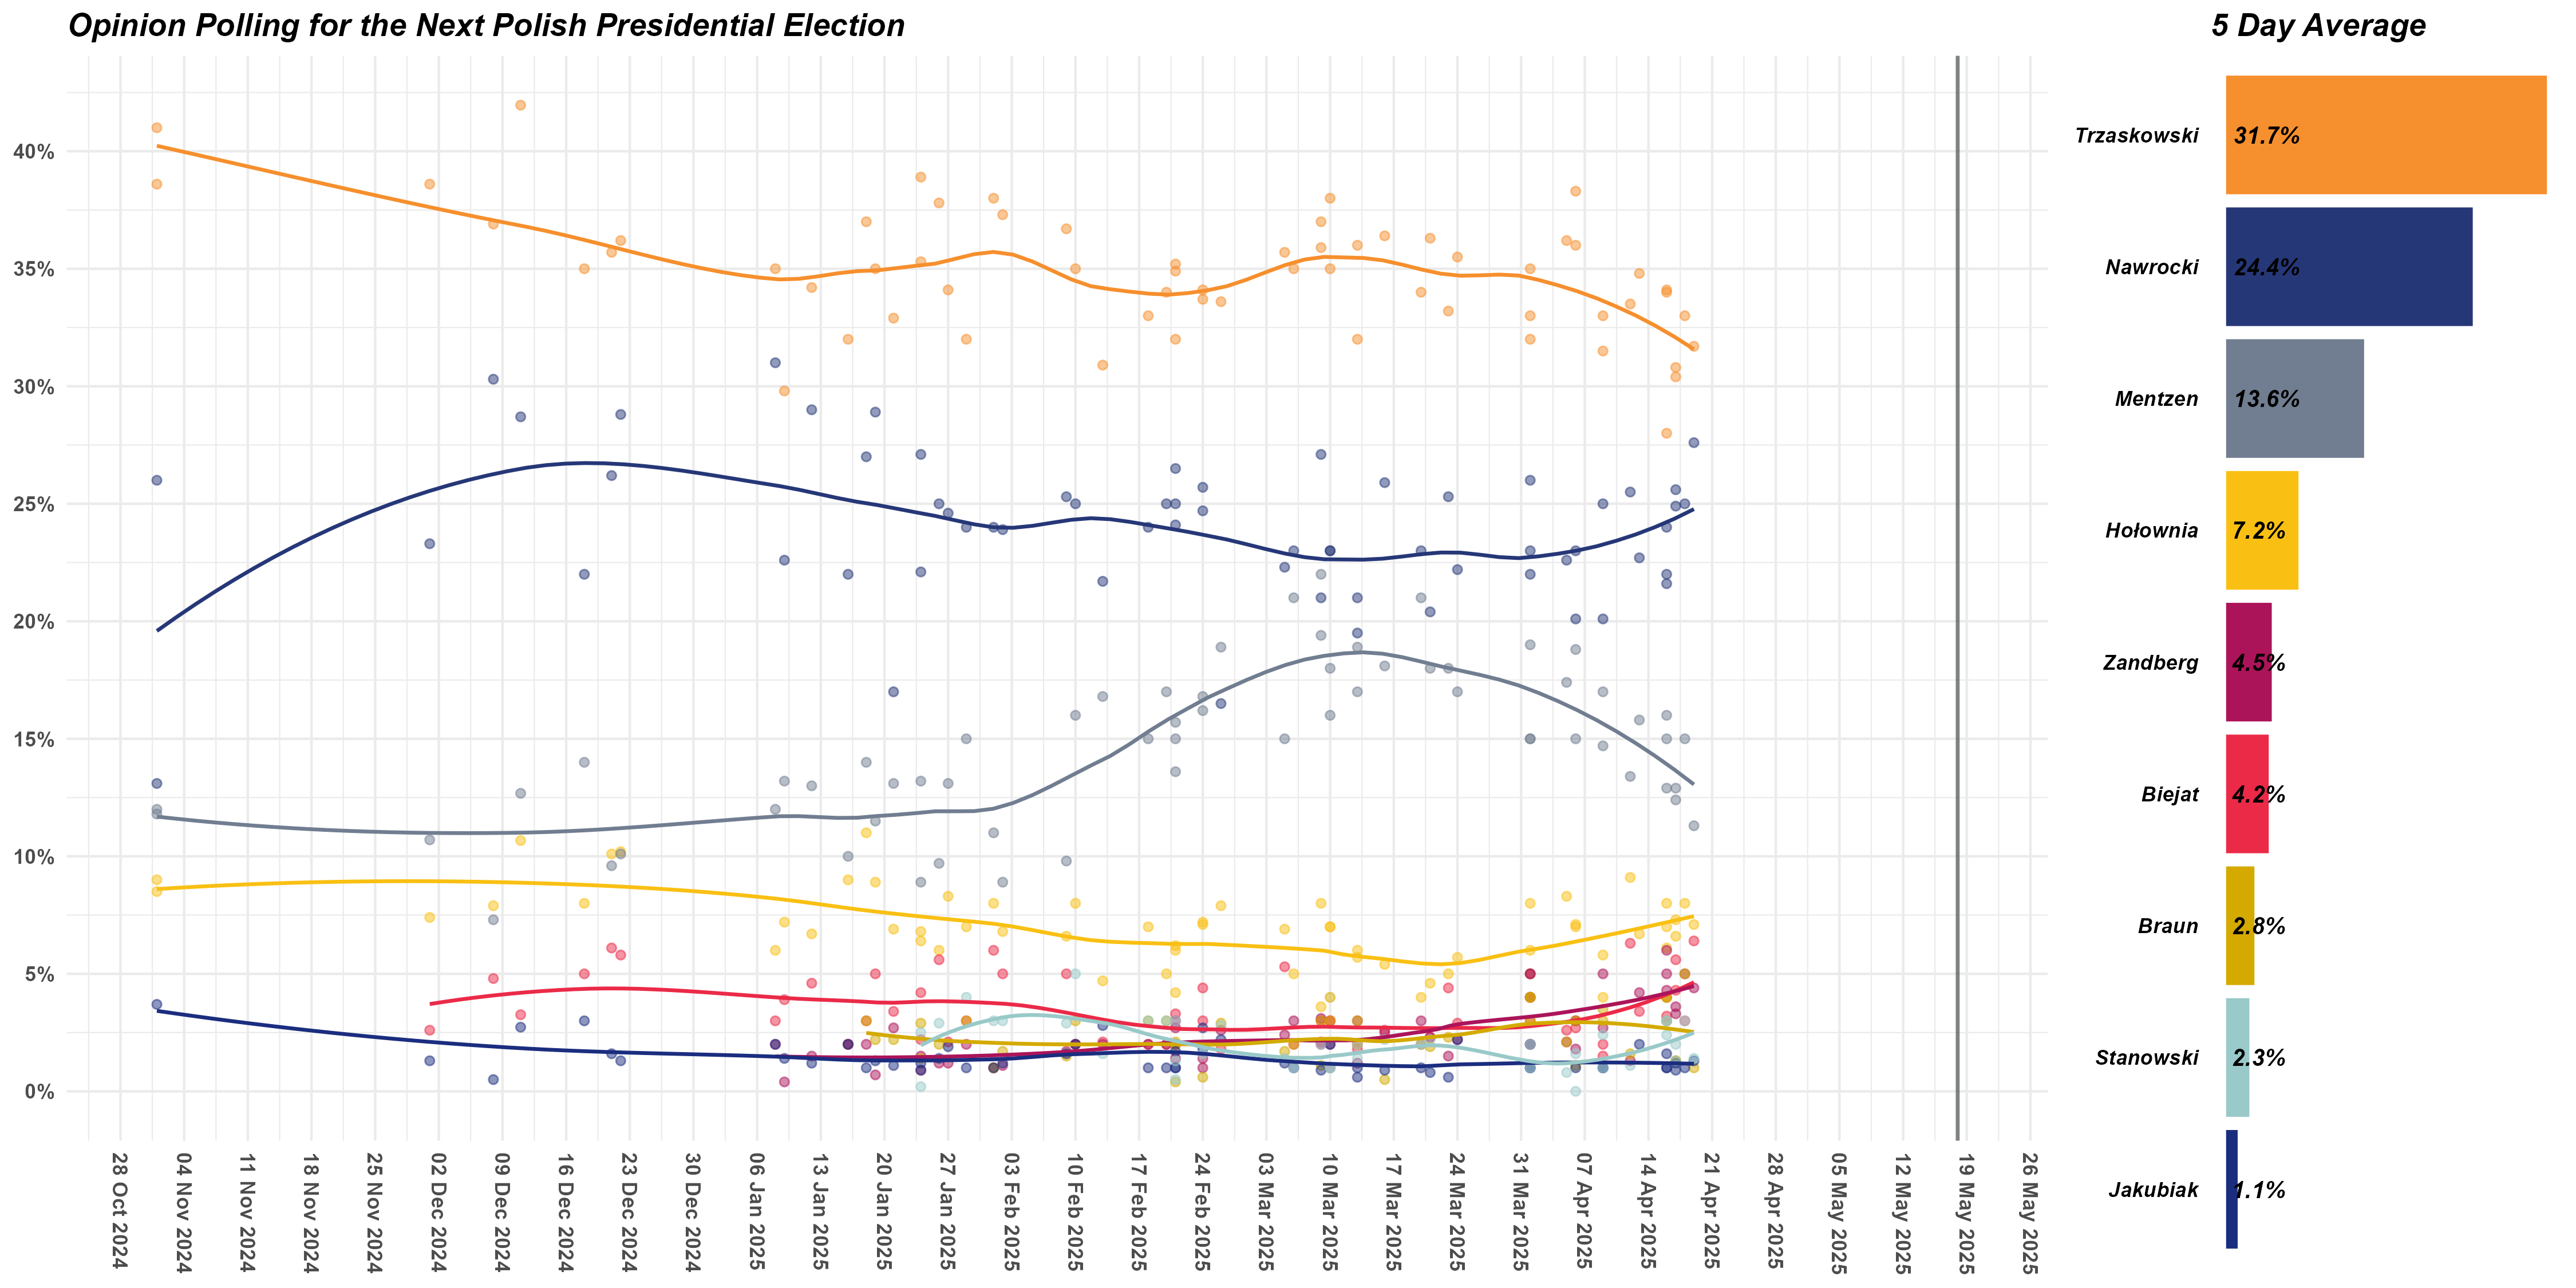 Opinion Polling for the Next Polish Presidential Election
5 Day Average
40%
35%
30%
25%
20%
15%
10%
5%
0%
28 Oct 2024
04 Nov 2024
11 Nov 2024
18 Nov 2024
25 Nov 2024
02 Dec 2024
09 Dec 2024
16 Dec 2024
23 Dec 2024
30 Dec 2024
06 Jan 2025
13 Jan 2025
20 Jan 2025
27 Jan 2025
03 Feb 2025
10 Feb 2025
17 Feb 2025
24 Feb 2025
03 Mar 2025
10 Mar 2025
17 Mar 2025
24 Mar 2025
31 Mar 2025
07 Apr 2025
14 Apr 2025
21 Apr 2025
28 Apr 2025
05 May 2025
12 May 2025
19 May 2025
26 May 2025
Trzaskowski 31.7%
Nawrocki 24.4%
Mentzen 13.6%
Hołownia 7.2%
Zandberg 4.5%
Biejat 4.2%
Braun 2.8%
Stanowski 2.3%
Jakubiak 1.1%